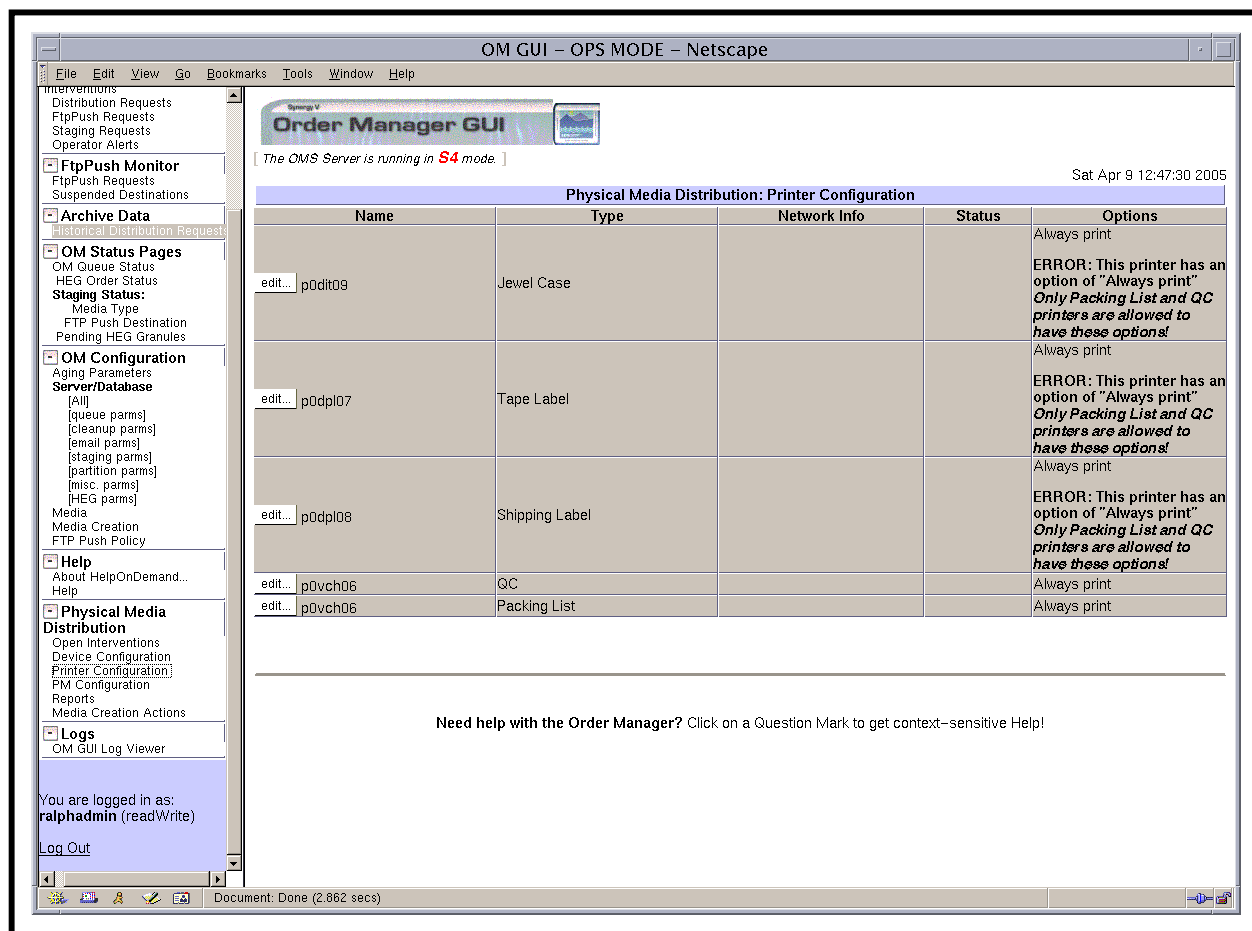 OM GUI – OPS MODE – Netscape
File Edit View Go Bookmarks Tools Window Help
Interventions
Distribution Requests
FtpPush Requests
Staging Requests
Operator Alerts
FtpPush Monitor
FtpPush Requests
Suspended Destinations
Archive Data
Historical Distribution Requests
OM Status Pages
OM Queue Status
HEG Order Status
Staging Status:
Media Type
FTP Push Destination
Pending HEG Granules
OM Configuration
Aging Parameters
Server/Database
[All]
[queue parms]
[cleanup parms]
[email parms]
[staging parms]
[partition parms]
[misc. parms]
[HEG parms]
Media
Media Creation
FTP Push Policy
Help
About HelpOnDemand...
Help
Physical Media
Distribution
Open Interventions
Device Configuration
Printer Configuration
PM Configuration
Reports
Media Creation Actions
Logs
OM GUI Log Viewer
You are logged in as:
ralphadmin (readWrite)
Log Out
Synergy V
Order Manager GUI
[ The OMS Server is running in S4 mode. ]
Sat Apr 9 12:47:30 2005
Physical Media Distribution: Printer Configuration
Name Type Network Info Status Options
edit... p0dit09 Jewel Case
Always print
ERROR: This printer has an
option of "Always print"
Only Packing List and QC
printers are allowed to
have these options!
edit... p0dpl07 Tape Label
Always print
ERROR: This printer has an
option of "Always print"
Only Packing List and QC
printers are allowed to
have these options!
edit... p0dpl08 Shipping Label
Always print
ERROR: This printer has an
option of "Always print"
Only Packing List and QC
printers are allowed to
have these options!
edit... p0vch06 QC Always print
edit... p0vch06 Packing List Always print
Need help with the Order Manager? Click on a Question Mark to get context–sensitive Help!
Document: Done (2.862 secs)